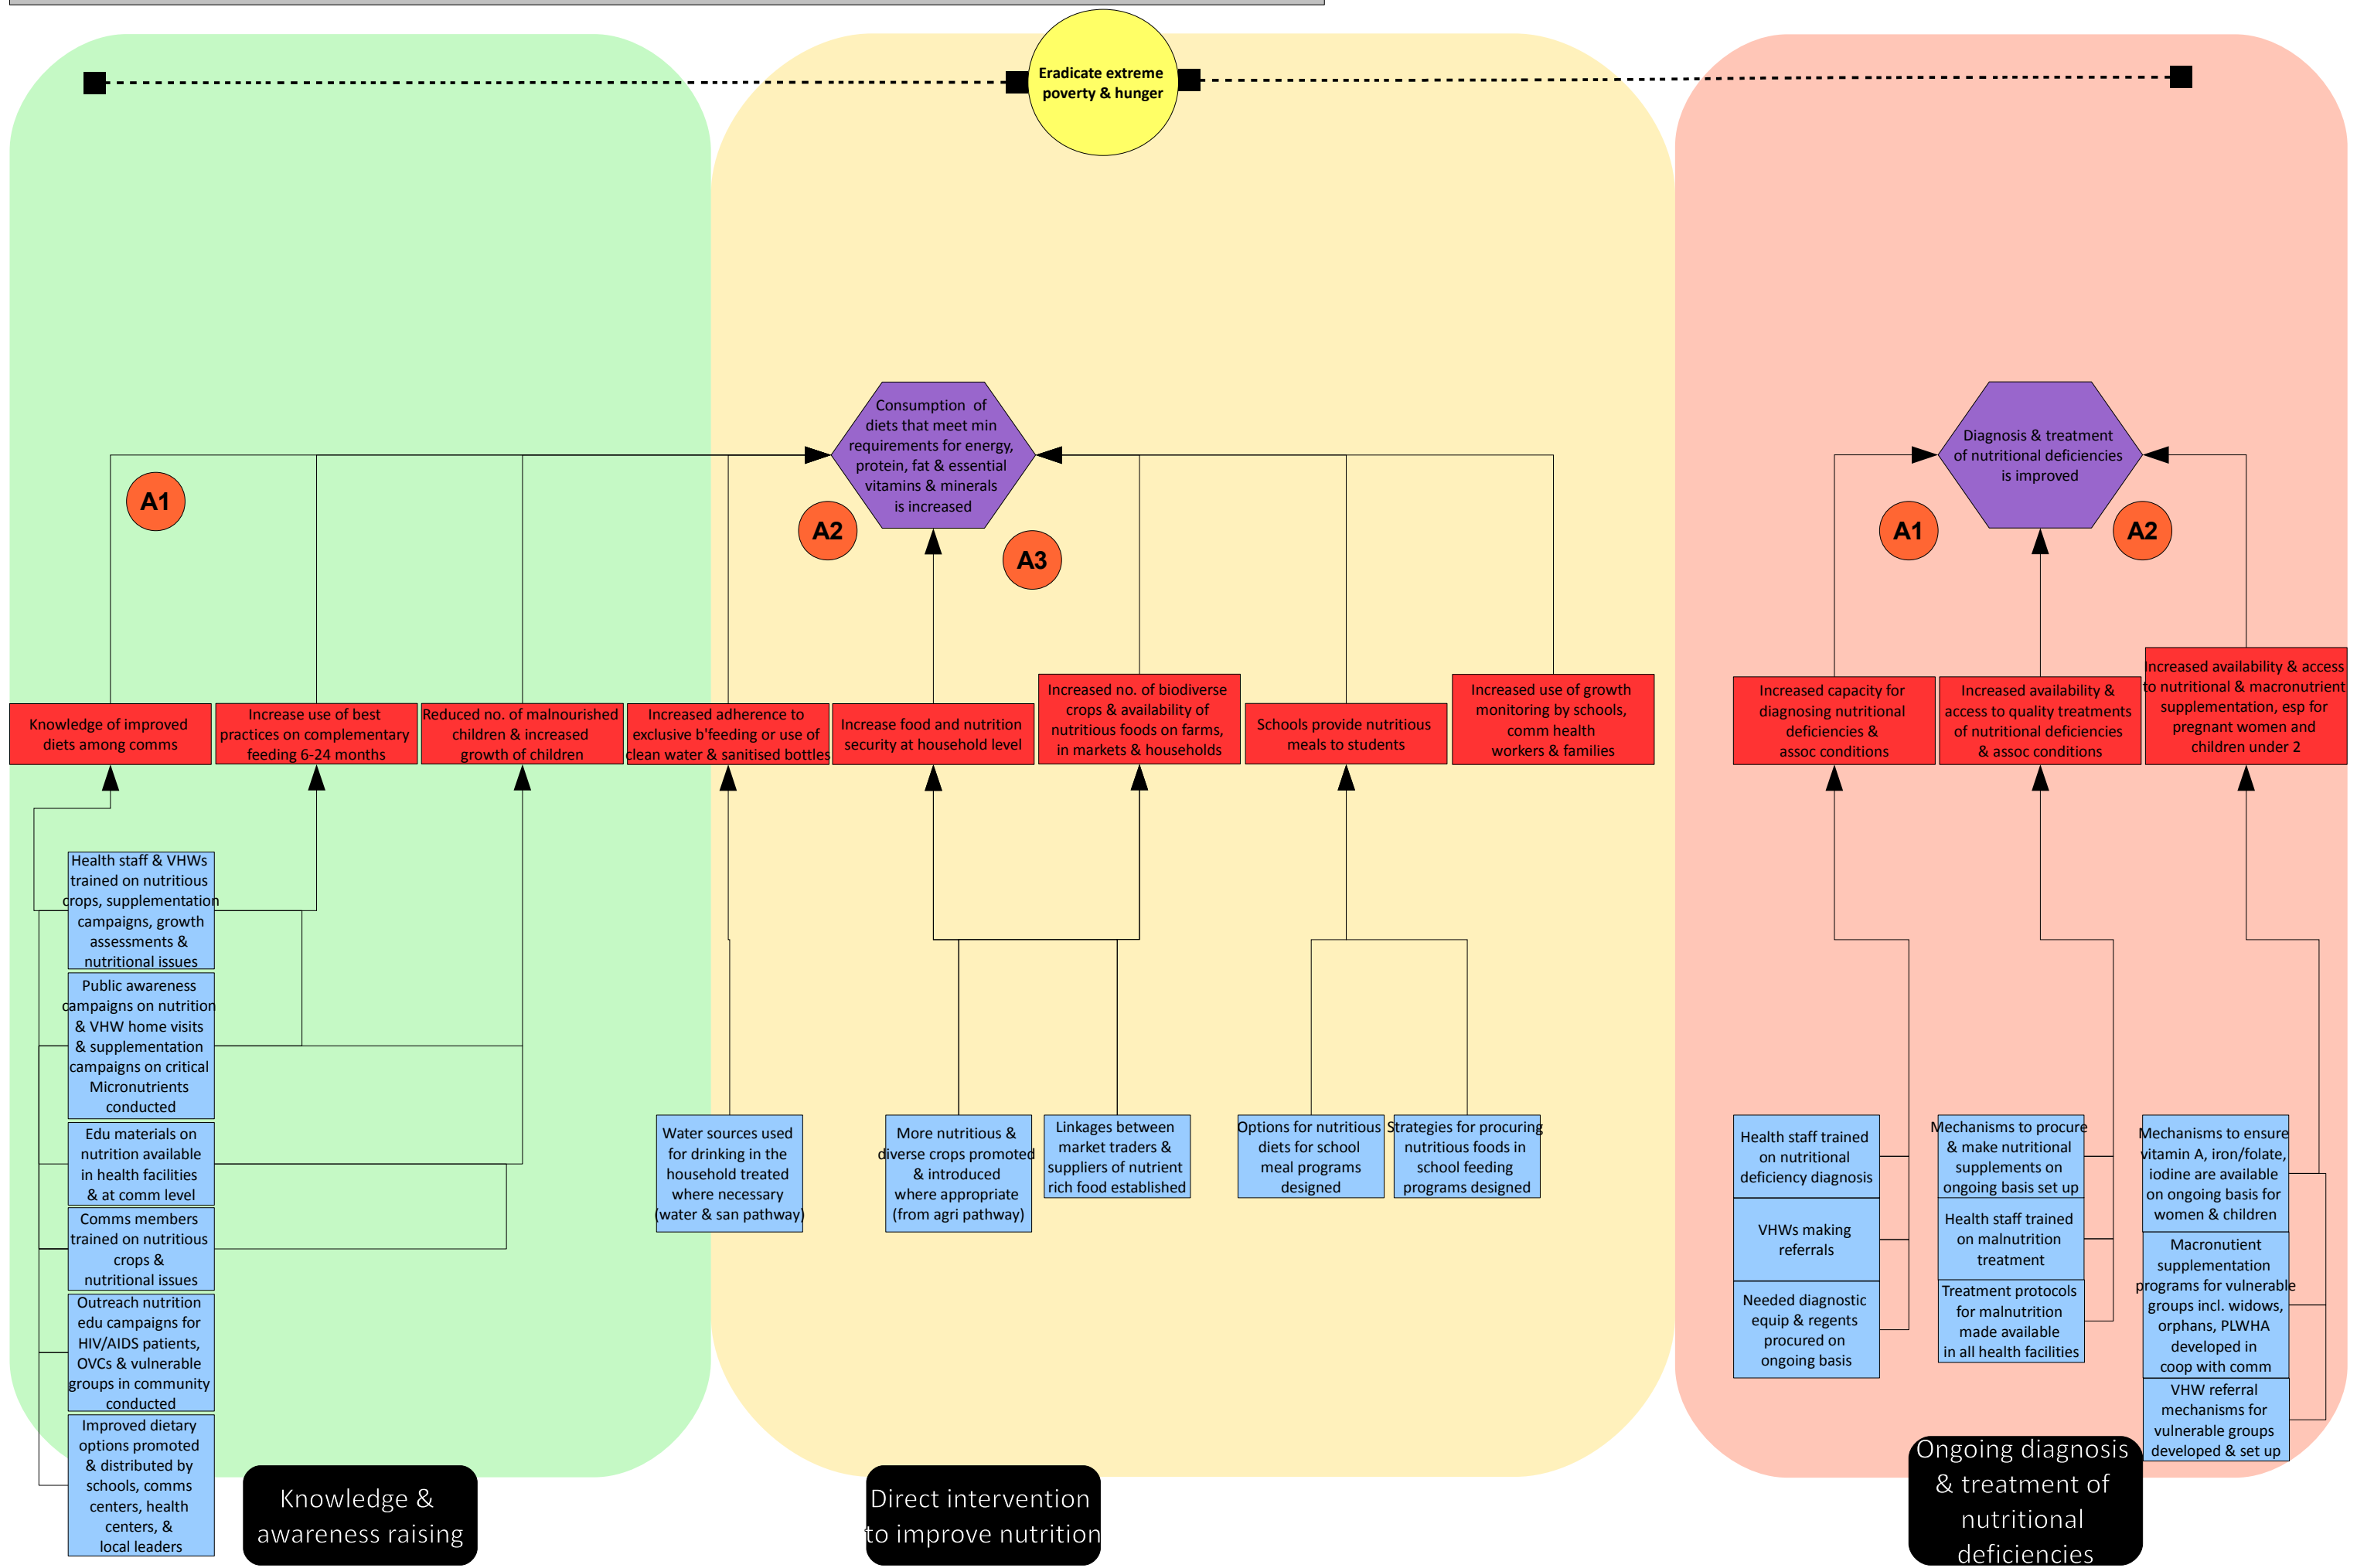 Eradicate extreme
poverty & hunger
Consumption of
diets that meet min
requirements for energy,
protein, fat & essential
vitamins & minerals
is increased
Diagnosis & treatment
of nutritional deficiencies
is improved
A1
A2
A3
A1
A2
Knowledge of improved
diets among comms
Increase use of best
practices on complementary
feeding 6-24 months
Reduced no. of malnourished
children & increased
growth of children
Increased adherence to
exclusive b'feeding or use of
clean water & sanitised bottles
Increase food and nutrition
security at household level
Increased no. of biodiverse
crops & availability of
nutritious foods on farms,
in markets & households
Schools provide nutritious
meals to students
Increased use of growth
monitoring by schools,
comm health
workers & families
Increased capacity for
diagnosing nutritional
deficiencies &
assoc conditions
Increased availability &
access to quality treatments
of nutritional deficiencies
& assoc conditions
Increased availability & access
to nutritional & macronutrient
supplementation, esp for
pregnant women and
children under 2
Health staff & VHWs
trained on nutritious
crops, supplementation
campaigns, growth
assessments &
nutritional issues
Public awareness
campaigns on nutrition
& VHW home visits
& supplementation
campaigns on critical
Micronutrients
conducted
Edu materials on
nutrition available
in health facilities
& at comm level
Comms members
trained on nutritious
crops &
nutritional issues
Outreach nutrition
edu campaigns for
HIV/AIDS patients,
OVCs & vulnerable
groups in community
conducted
Improved dietary
options promoted
& distributed by
schools, comms
centers, health
centers, &
local leaders
Water sources used
for drinking in the
household treated
where necessary
(water & san pathway)
More nutritious &
diverse crops promoted
& introduced
where appropriate
(from agri pathway)
Linkages between
market traders &
suppliers of nutrient
rich food established
Options for nutritious
diets for school
meal programs
designed
Strategies for procuring
nutritious foods in
school feeding
programs designed
Health staff trained
on nutritional
deficiency diagnosis
VHWs making
referrals
Needed diagnostic
equip & regents
procured on
ongoing basis
Mechanisms to procure
& make nutritional
supplements on
ongoing basis set up
Health staff trained
on malnutrition
treatment
Treatment protocols
for malnutrition
made available
in all health facilities
Mechanisms to ensure
vitamin A, iron/folate,
iodine are available
on ongoing basis for
women & children
Macronutient
supplementation
programs for vulnerable
groups incl. widows,
orphans, PLWHA
developed in
coop with comm
VHW referral
mechanisms for
vulnerable groups
developed & set up
Knowledge &
awareness raising
Direct intervention
to improve nutrition
Ongoing diagnosis
& treatment of
nutritional
deficiencies